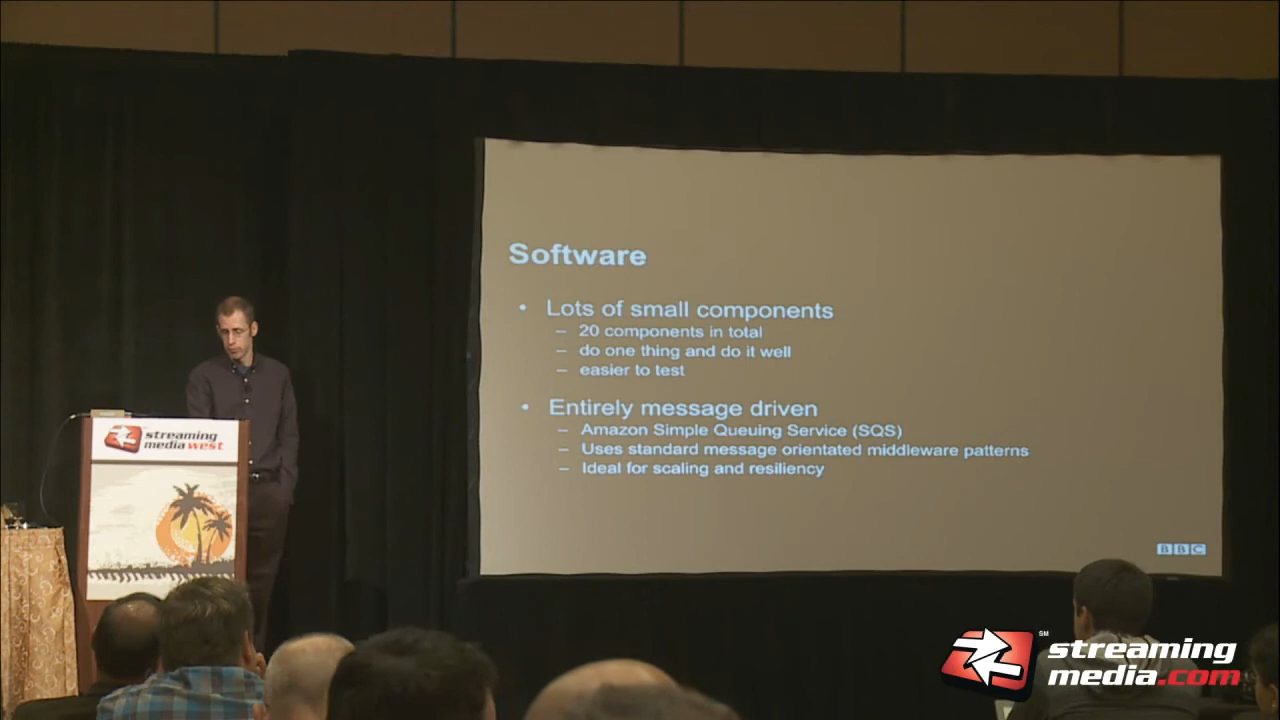 Software
• Lots of small components
– 20 components in total
– do one thing and do it well
– easier to test
• Entirely message driven
– Amazon Simple Queuing Service (SQS)
– Uses standard message orientated middleware patterns
– Ideal for scaling and resiliency
BBC
streaming
media west
SM
streaming
media.com